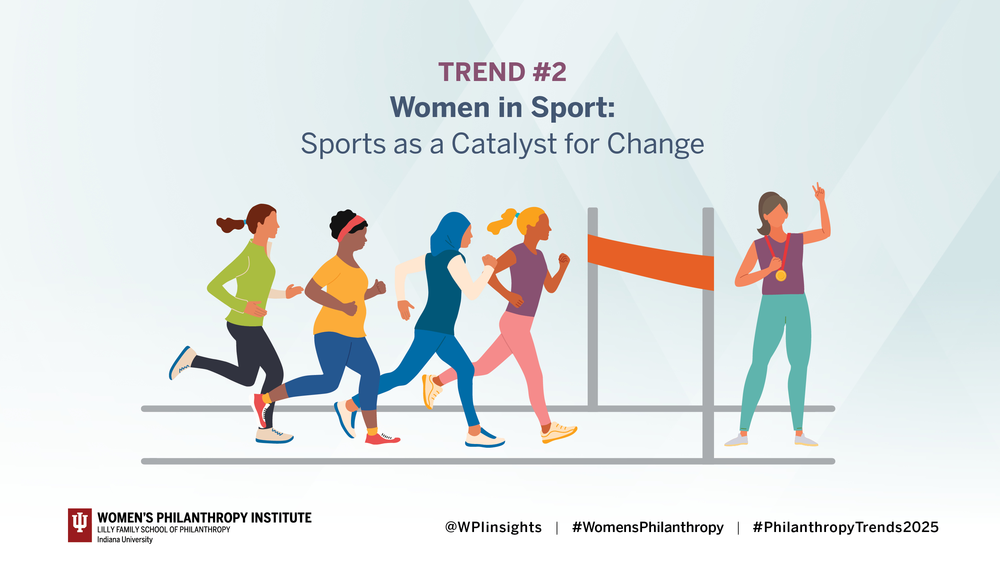 TREND #2
Women in Sport:
Sports as a Catalyst for Change
WOMEN'S PHILANTHROPY INSTITUTE
LILLY FAMILY SCHOOL OF PHILANTHROPY
Indiana University
@WPIinsights | #WomensPhilanthropy | #PhilanthropyTrends2025